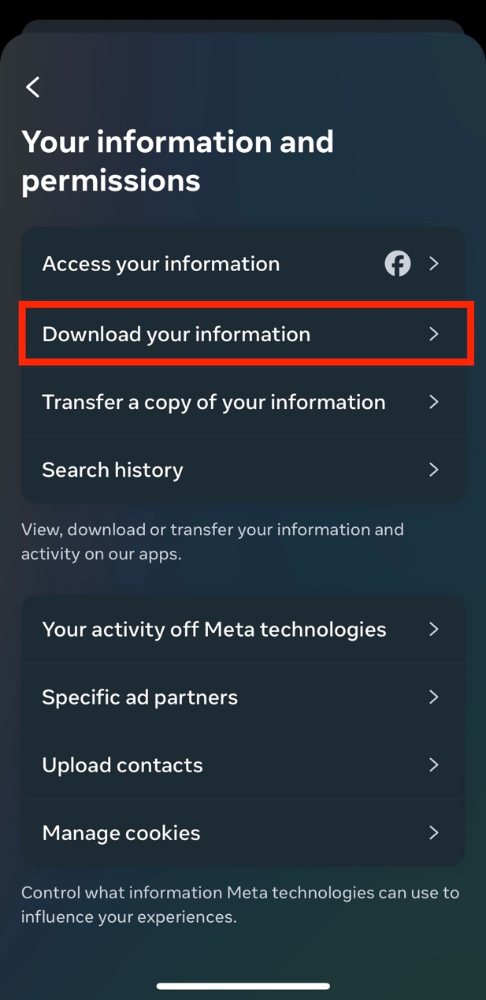 Your information and
permissions
Access your information
Download your information
Transfer a copy of your information
Search history
View, download or transfer your information and
activity on our apps.
Your activity off Meta technologies
Specific ad partners
Upload contacts
Manage cookies
Control what information Meta technologies can use to
influence your experiences.